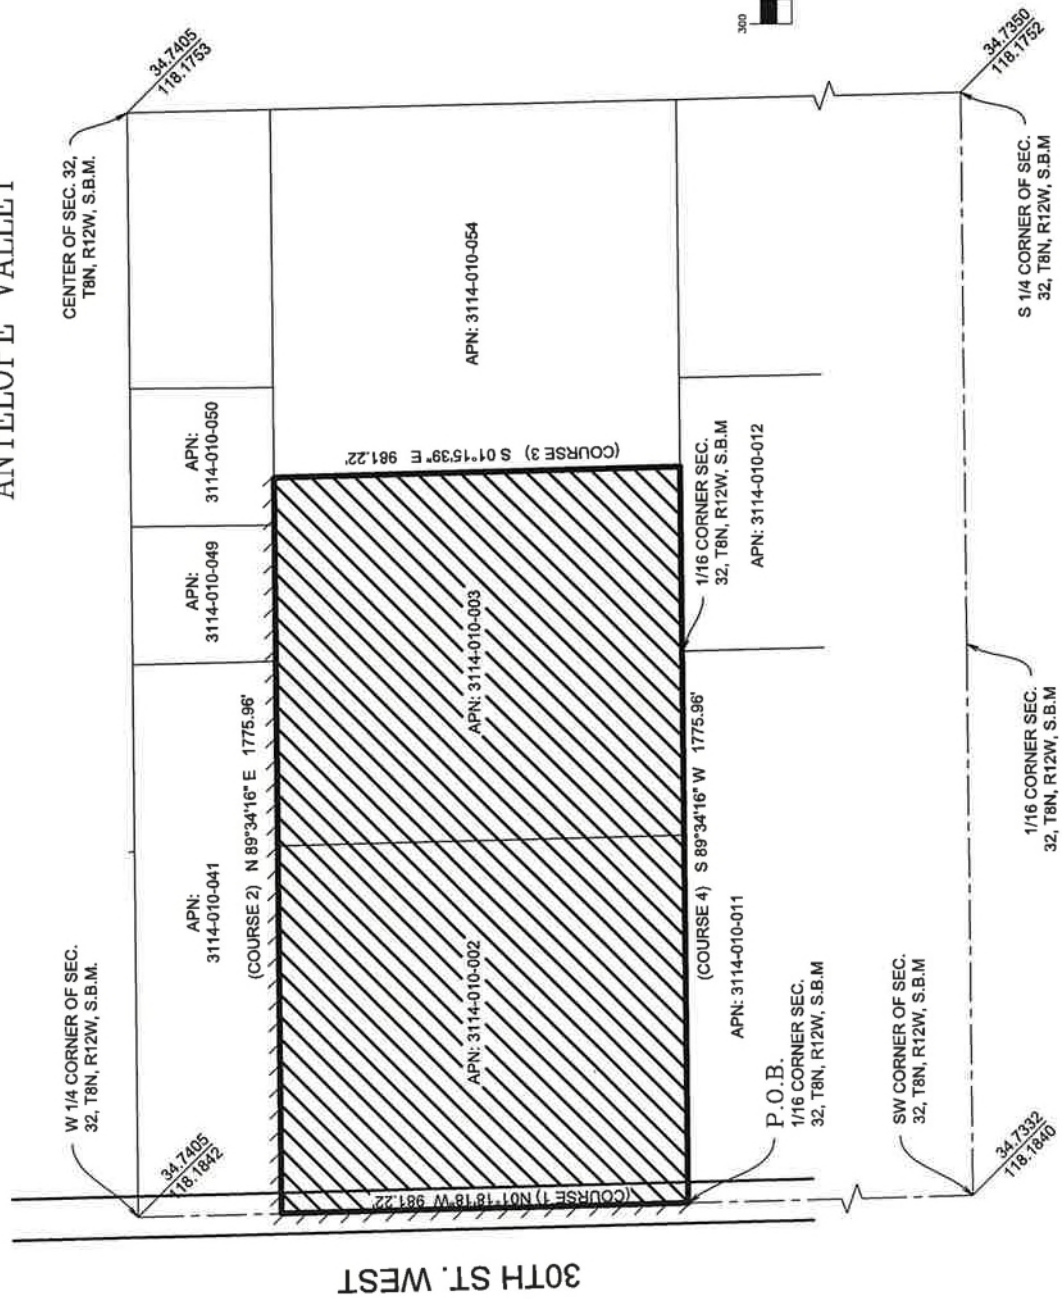 ANTELOPE VALLEY
W 1/4 CORNER OF SEC.
32, T8N, R12W, S.B.M.
CENTER OF SEC. 32,
T8N, R12W, S.B.M.
34.7405
118.1842
34.7405
118.1753
APN:
3114-010-041
APN:
3114-010-049
APN:
3114-010-050
(COURSE 2) N 89°34'16" E 1775.96'
30TH ST. WEST
(COURSE 1) N01°18'18"W 981.22'
APN: 3114-010-002
APN: 3114-010-003
(COURSE 3) S 01°15'39" E 981.22'
APN: 3114-010-054
(COURSE 4) S 89°34'16" W 1775.96'
P.O.B.
1/16 CORNER SEC.
32, T8N, R12W, S.B.M
APN: 3114-010-011
1/16 CORNER SEC.
32, T8N, R12W, S.B.M
APN: 3114-010-012
300
SW CORNER OF SEC.
32, T8N, R12W, S.B.M
34.7332
118.1840
1/16 CORNER SEC.
32, T8N, R12W, S.B.M
S 1/4 CORNER OF SEC.
32, T8N, R12W, S.B.M
34.7350
118.1752